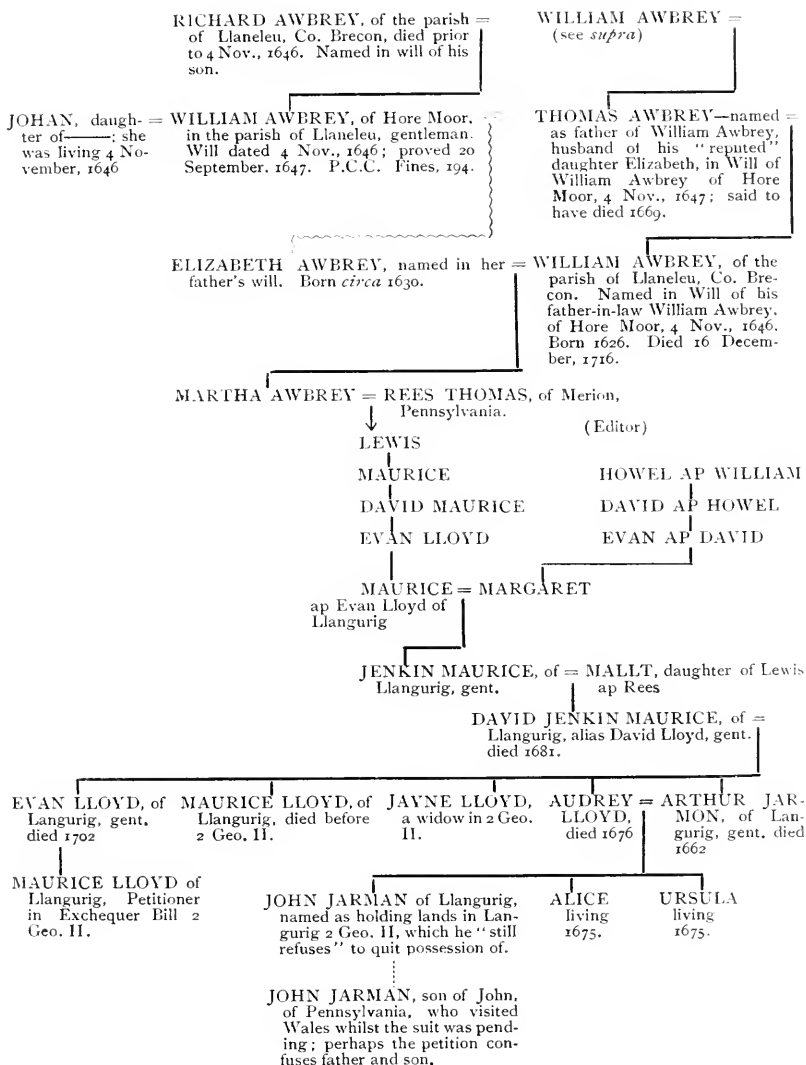 RICHARD AWBREY, of the parish =
of Llaneleu, Co. Brecon, died prior
to 4 Nov., 1646. Named in will of his
son.
WILLIAM AWBREY =
(see supra)
JOHAN, daugh-
ter of———; she
was living 4 No-
vember, 1646
= WILLIAM AWBREY, of Hore Moor,
in the parish of Llaneleu, gentleman.
Will dated 4 Nov., 1646; proved 20
September, 1647. P.C.C. Fines, 194.
THOMAS AWBREY—named =
as father of William Awbrey,
husband of his "reputed"
daughter Elizabeth, in Will of
William Awbrey of Hore
Moor, 4 Nov., 1647; said to
have died 1669.
ELIZABETH AWBREY, named in her =
father's will. Born circa 1630.
WILLIAM AWBREY, of the
parish of Llaneleu, Co. Bre-
con. Named in Will of his
father-in-law William Awbrey,
of Hore Moor, 4 Nov., 1646.
Born 1626. Died 16 Decem-
ber, 1716.
MARTHA AWBREY = REES THOMAS, of Merion,
Pennsylvania.
(Editor)
LEWIS
MAURICE
DAVID MAURICE
EVAN LLOYD
HOWEL AP WILLIAM
DAVID AP HOWEL
EVAN AP DAVID
MAURICE = MARGARET
ap Evan Lloyd of
Llangurig
JENKIN MAURICE, of = MALLT, daughter of Lewis
Llangurig, gent. ap Rees
DAVID JENKIN MAURICE, of =
Llangurig, alias David Lloyd, gent.
died 1681.
EVAN LLOYD, of
Langurig, gent.
died 1702
MAURICE LLOYD, of
Llangurig, died before
2 Geo. II.
JAYNE LLOYD,
a widow in 2 Geo.
II.
AUDREY =
LLOYD,
died 1676
ARTHUR JAR-
MON, of Lan-
gurig, gent. died
1662
MAURICE LLOYD of
Llangurig, Petitioner
in Exchequer Bill 2
Geo. II.
JOHN JARMAN of Llangurig,
named as holding lands in Lan-
gurig 2 Geo. II, which he "still
refuses" to quit possession of.
ALICE
living
1675.
URSULA
living
1675.
JOHN JARMAN, son of John,
of Pennsylvania, who visited
Wales whilst the suit was pend-
ing; perhaps the petition con-
fuses father and son.